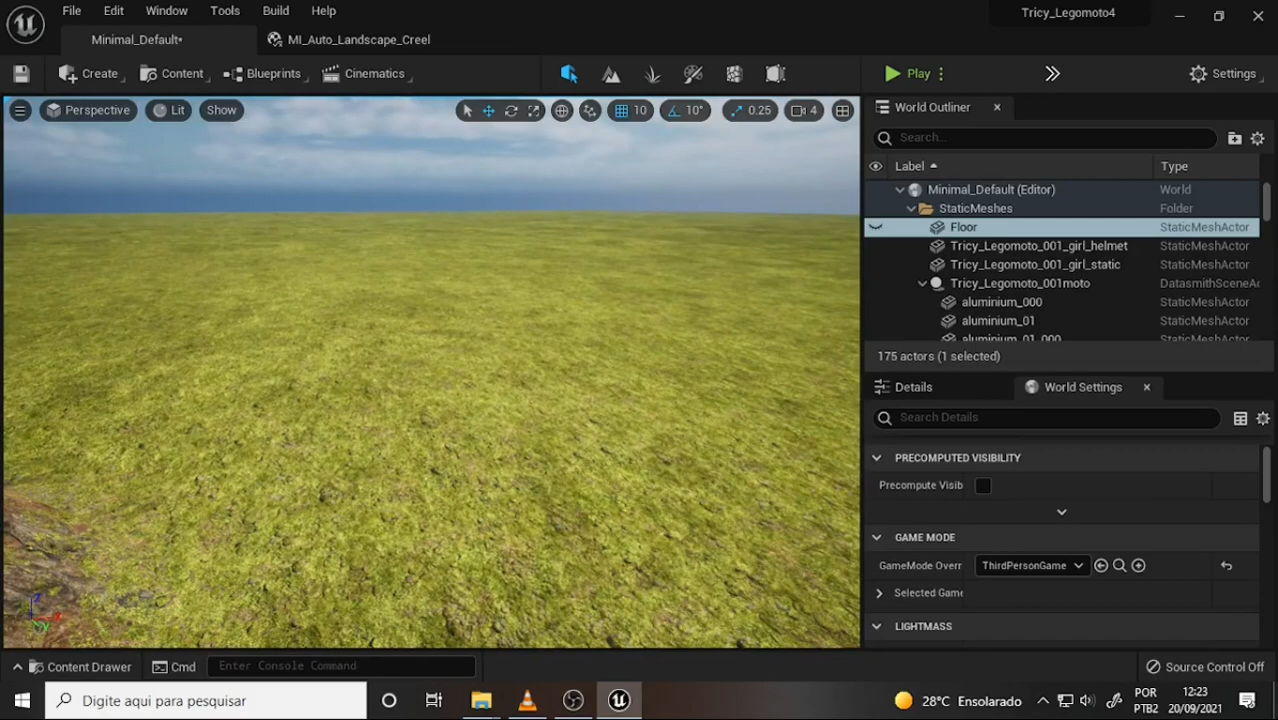 File Edit Window Tools Build Help
Tricy_Legomoto4
Minimal_Default•
MI_Auto_Landscape_Creel
Create
Content
Blueprints
Cinematics
Play
Settings
Perspective
Lit
Show
10
10°
0.25
4
World Outliner
Search...
Label
Type
Minimal_Default (Editor) World
StaticMeshes Folder
Floor StaticMeshActor
Tricy_Legomoto_001_girl_helmet StaticMeshActor
Tricy_Legomoto_001_girl_static StaticMeshActor
Tricy_Legomoto_001moto DatasmithSceneAc
aluminium_000 StaticMeshActor
aluminium_01 StaticMeshActor
aluminium_01_000 StaticMeshActor
175 actors (1 selected)
Details
World Settings
Search Details
PRECOMPUTED VISIBILITY
Precompute Visib
GAME MODE
GameMode Overr ThirdPersonGame
Selected Game
LIGHTMASS
z
x
y
Content Drawer
Cmd
Enter Console Command
Source Control Off
Digite aqui para pesquisar
28°C Ensolarado
POR
PTB2
12:23
20/09/2021